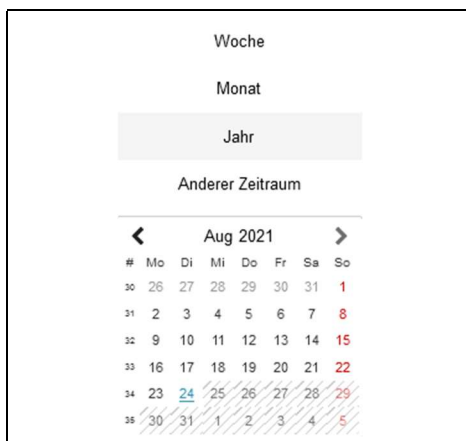 Woche
Monat
Jahr
Anderer Zeitraum
Aug 2021
# Mo Di Mi Do Fr Sa So
30 26 27 28 29 30 31 1
31 2 3 4 5 6 7 8
32 9 10 11 12 13 14 15
33 16 17 18 19 20 21 22
34 23 24 25 26 27 28 29
35 30 31 1 2 3 4 5